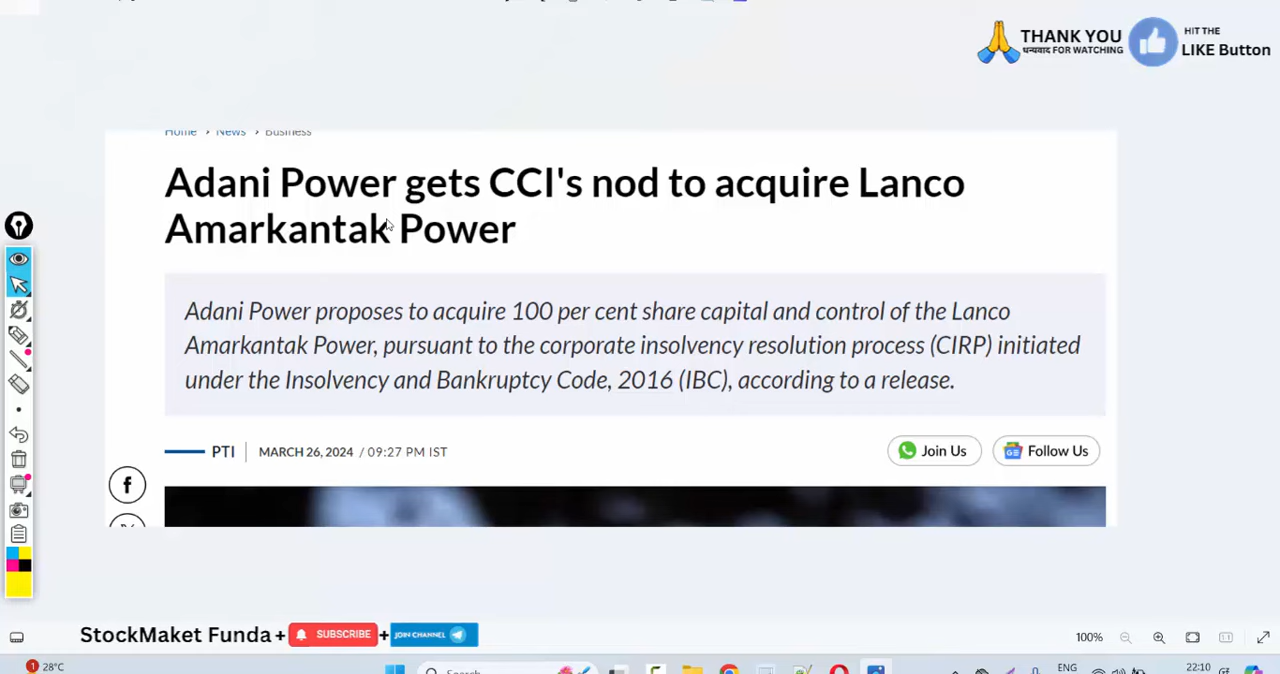 THANK YOU
धन्यवाद FOR WATCHING
HIT THE
LIKE Button
Home > News > Business
Adani Power gets CCI's nod to acquire Lanco
Amarkantak Power
Adani Power proposes to acquire 100 per cent share capital and control of the Lanco
Amarkantak Power, pursuant to the corporate insolvency resolution process (CIRP) initiated
under the Insolvency and Bankruptcy Code, 2016 (IBC), according to a release.
PTI | MARCH 26, 2024 / 09:27 PM IST
Join Us
Follow Us
StockMaket Funda + SUBSCRIBE + JOIN CHANNEL
100%
1
28°C
Search
ENG
22:10